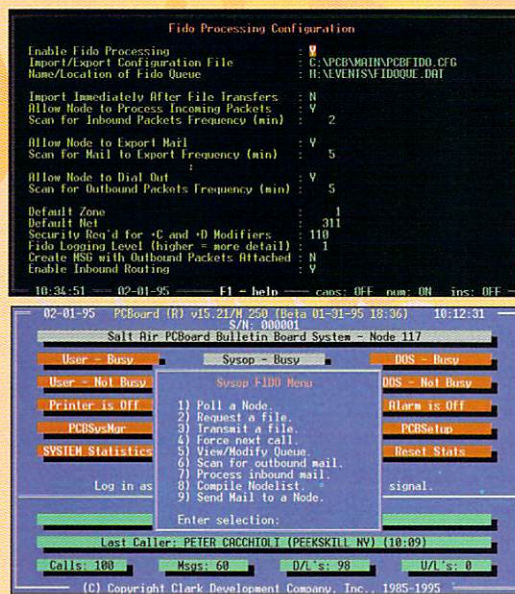 Fido Processing Configuration
Enable Fido Processing : Y
Import/Export Configuration File : C:\PCB\MAIN\PCBFIDO.CFG
Name/Location of Fido Queue : H:\EVENTS\FIDOQUE.DAT
Import Immediately After File Transfers : N
Allow Node to Process Incoming Packets : Y
Scan for Inbound Packets Frequency (min) : 2
Allow Node to Export Mail : Y
Scan for Mail to Export Frequency (min) : 5
Allow Node to Dial Out : Y
Scan for Outbound Packets Frequency (min) : 5
Default Zone : 1
Default Net : 311
Security Req'd for +C and +D Modifiers : 110
Fido Logging Level (higher = more detail) : 1
Create MSG with Outbound Packets Attached : N
Enable Inbound Routing : Y
10:34:51 02-01-95 F1 - help caps: OFF num: ON ins: OFF
02-01-95 PCBoard (R) v15.21/M 250 (Beta 01-31-95 18:36) 10:12:31
S/N: 000001
Salt Air PCBoard Bulletin Board System - Node 117
User - Busy Sysop - Busy DOS - Busy
User - Not Busy Sysop FIDO Menu DOS - Not Busy
1) Poll a Node.
Printer is Off 2) Request a file. Alarm is Off
3) Transmit a file.
PCBSysMgr 4) Force next call. PCBSetup
5) View/Modify Queue.
SYSTEM Statistics 6) Scan for outbound mail. Reset Stats
7) Process inbound mail.
Log in as 8) Compile Nodelist. signal.
9) Send Mail to a Node.
Enter selection:
Last Caller: PETER CACCHIOLI (PEEKSKILL NY) (10:09)
Calls: 100 Msgs: 60 D/L's: 98 U/L's: 0
(C) Copyright Clark Development Company, Inc., 1985-1995